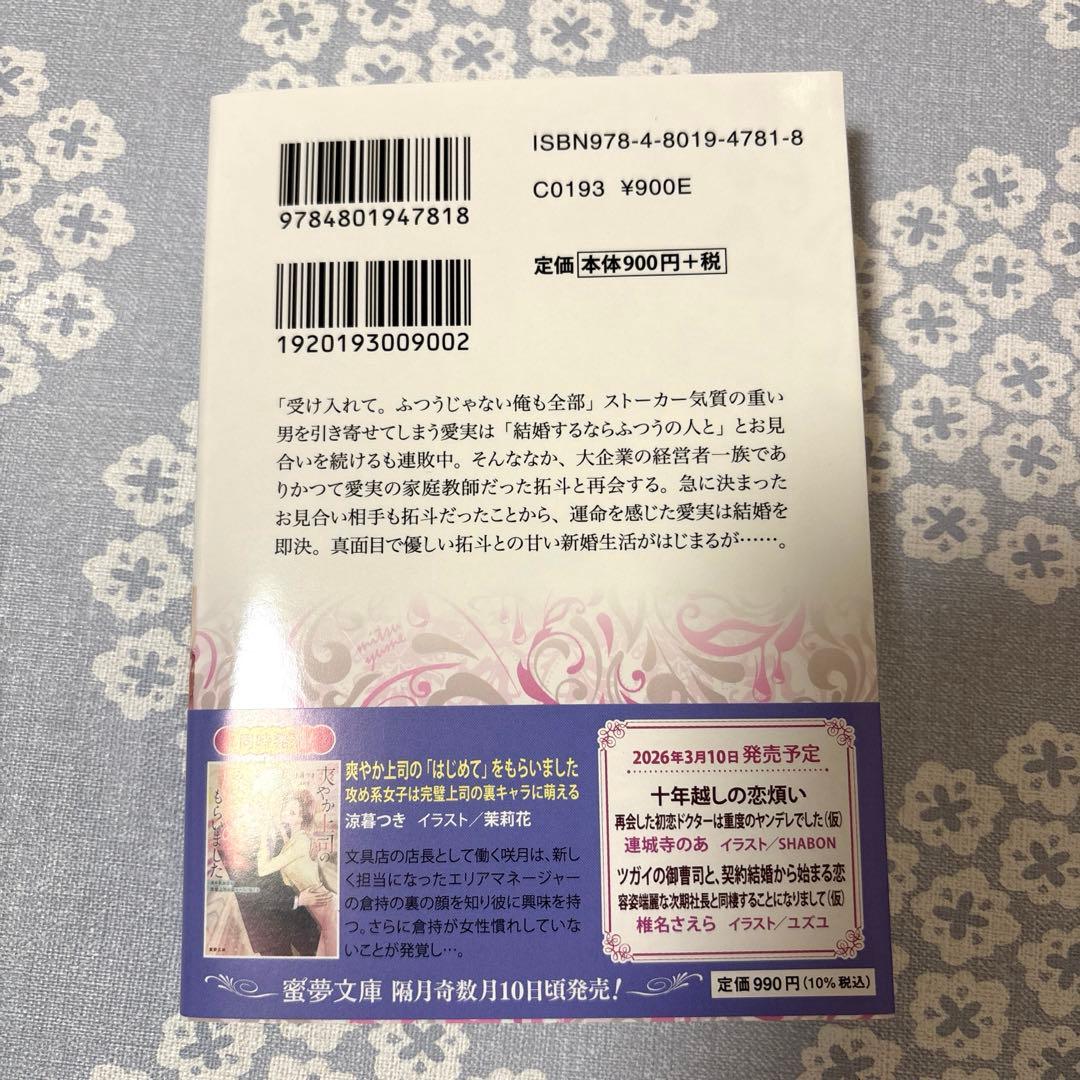 ISBN978-4-8019-4781-8
C0193 ¥900E
9784801947818
定価 本体900円+税
1920193009002
「受け入れて。ふつうじゃない俺も全部」ストーカー気質の重い
男を引き寄せてしまう愛実は「結婚するならふつうの人と」とお見
合いを続けるも連敗中。そんななか、大企業の経営者一族であ
りかつて愛実の家庭教師だった拓斗と再会する。急に決まった
お見合い相手も拓斗だったことから、運命を感じた愛実は結婚を
即決。真面目で優しい拓斗との甘い新婚生活がはじまるが……。
mitsu
yume
爽やか上司の
もらいました
爽やか上司の「はじめて」をもらいました
攻め系女子は完璧上司の裏キャラに萌える
涼暮つき イラスト/茉莉花
文具店の店長として働く咲月は、新し
く担当になったエリアマネージャー
の倉持の裏の顔を知り彼に興味を持
つ。さらに倉持が女性慣れしていな
いことが発覚し…。
2026年3月10日 発売予定
十年越しの恋煩い
再会した初恋ドクターは重度のヤンデレでした(仮)
連城寺のあ イラスト/SHABON
ツガイの御曹司と、契約結婚から始まる恋
容姿端麗な次期社長と同棲することになりまして(仮)
椎名さえら イラスト/ユズユ
蜜夢文庫 隔月奇数月10日頃発売!
定価 990円(10%税込)